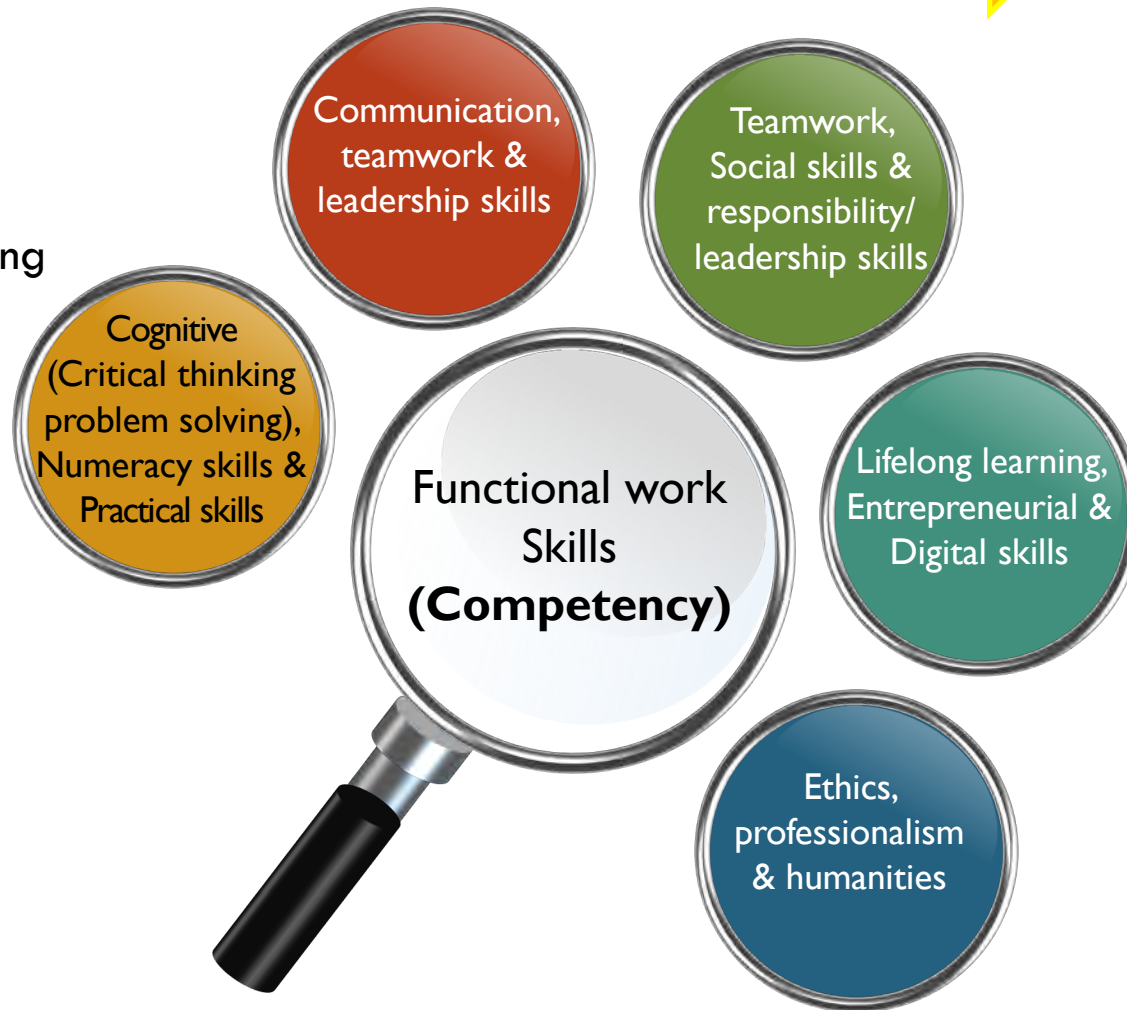 Communication,
teamwork &
leadership skills
Teamwork,
Social skills &
responsibility/
leadership skills
ng
Cognitive
(Critical thinking
problem solving),
Numeracy skills &
Practical skills
Functional work
Skills
(Competency)
Lifelong learning,
Entrepreneurial &
Digital skills
Ethics,
professionalism
& humanities